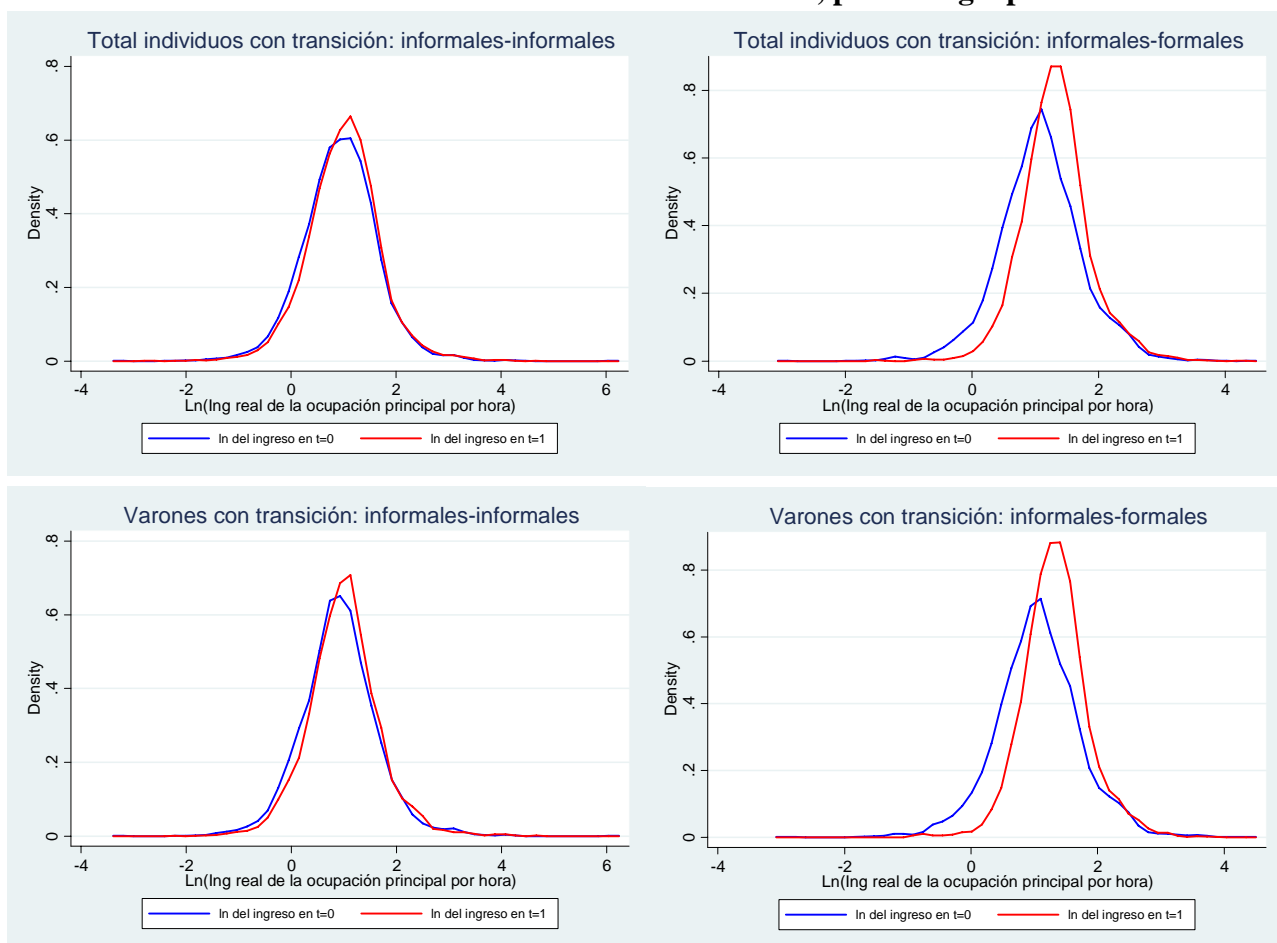 Total individuos con transición: informales-informales
Density
.8
.6
.4
.2
0
-4 -2 0 2 4 6
Ln(Ing real de la ocupación principal por hora)
ln del ingreso en t=0 ln del ingreso en t=1
Total individuos con transición: informales-formales
Density
.8
.6
.4
.2
0
-4 -2 0 2 4
Ln(Ing real de la ocupación principal por hora)
ln del ingreso en t=0 ln del ingreso en t=1
Varones con transición: informales-informales
Density
.8
.6
.4
.2
0
-4 -2 0 2 4 6
Ln(Ing real de la ocupación principal por hora)
ln del ingreso en t=0 ln del ingreso en t=1
Varones con transición: informales-formales
Density
.8
.6
.4
.2
0
-4 -2 0 2 4
Ln(Ing real de la ocupación principal por hora)
ln del ingreso en t=0 ln del ingreso en t=1